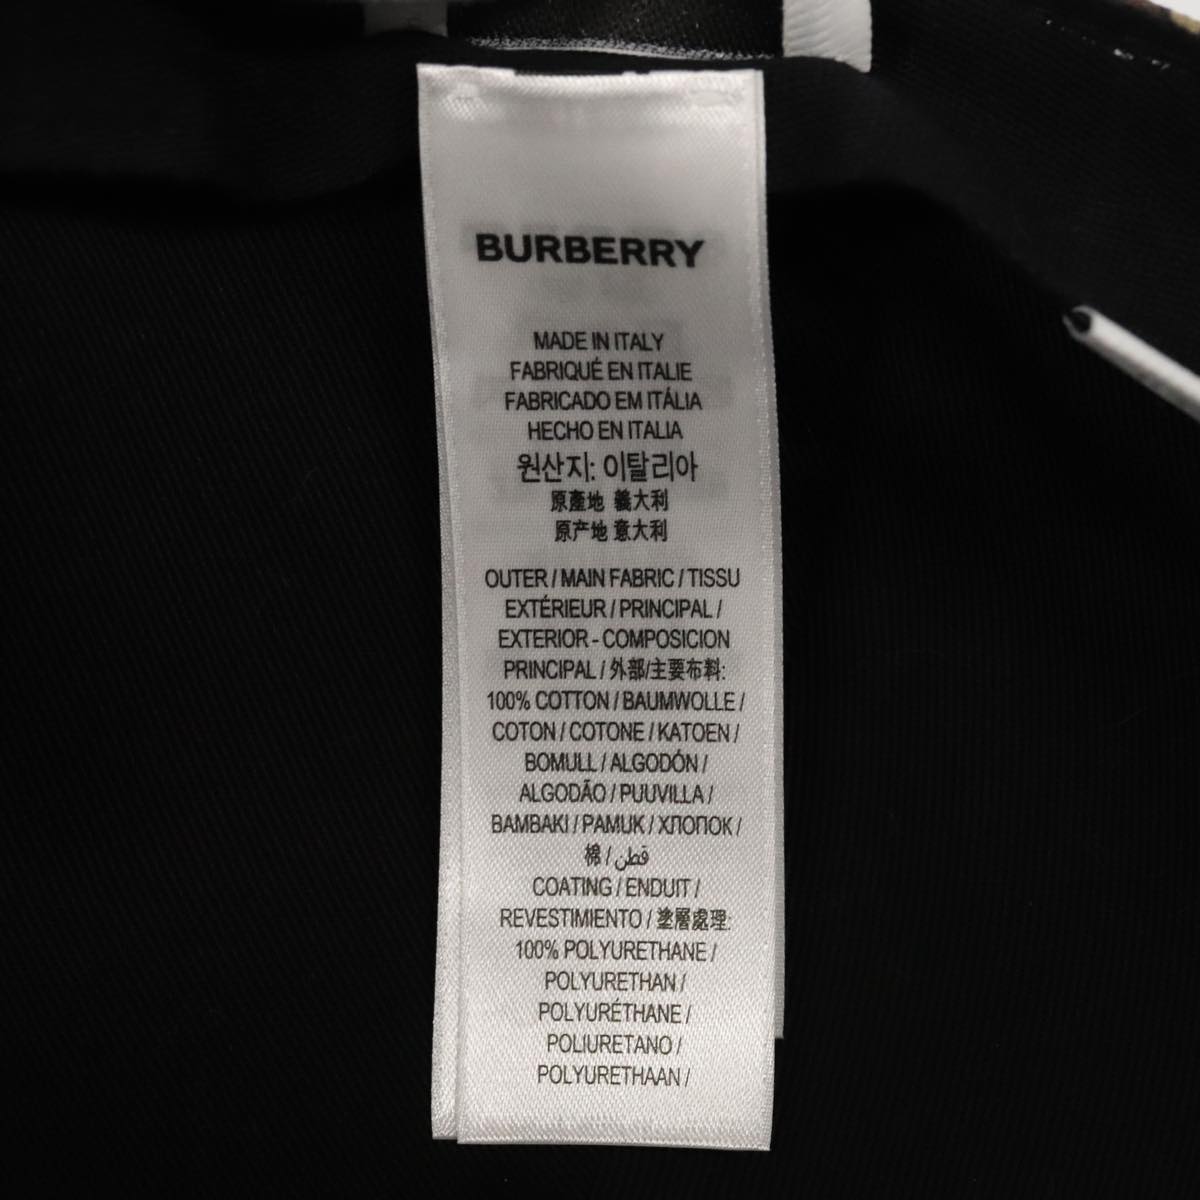 BURBERRY
MADE IN ITALY
FABRIQUÉ EN ITALIE
FABRICADO EM ITÁLIA
HECHO EN ITALIA
원산지: 이탈리아
原產地 義大利
原产地 意大利
OUTER / MAIN FABRIC / TISSU
EXTÉRIEUR / PRINCIPAL /
EXTERIOR - COMPOSICION
PRINCIPAL / 外部/主要布料:
100% COTTON / BAUMWOLLE /
COTON / COTONE / KATOEN /
BOMULL / ALGODÓN /
ALGODÃO / PUUVILLA /
BAMBAKI / PAMUK / ХЛОПОК /
棉 / قطن
COATING / ENDUIT /
REVESTIMIENTO / 塗層處理:
100% POLYURETHANE /
POLYURETHAN /
POLYURÉTHANE /
POLIURETANO /
POLYURETHAAN /